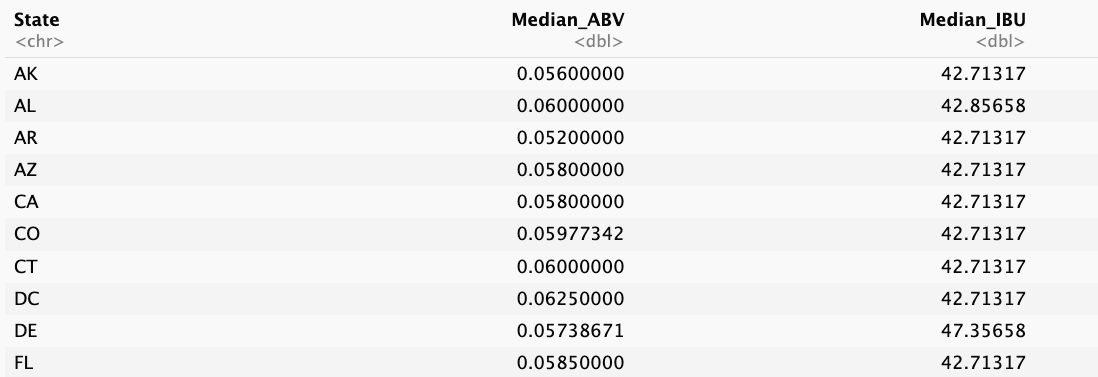 State Median_ABV Median_IBU
<chr> <dbl> <dbl>
AK 0.05600000 42.71317
AL 0.06000000 42.85658
AR 0.05200000 42.71317
AZ 0.05800000 42.71317
CA 0.05800000 42.71317
CO 0.05977342 42.71317
CT 0.06000000 42.71317
DC 0.06250000 42.71317
DE 0.05738671 47.35658
FL 0.05850000 42.71317